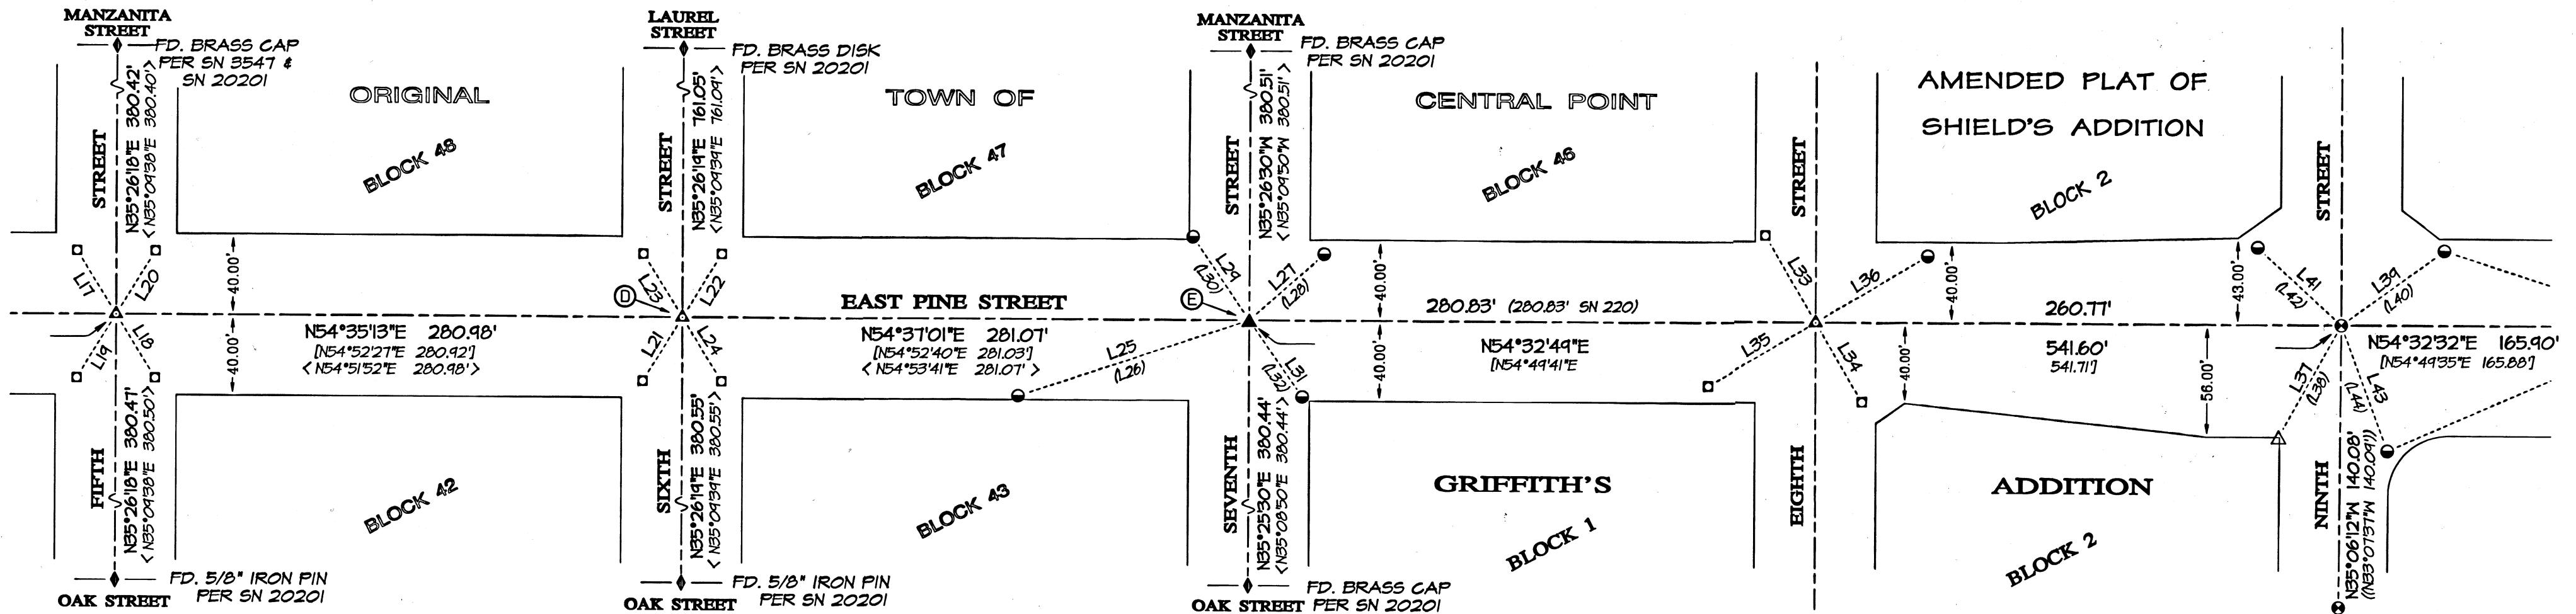 MANZANITA
STREET
FD. BRASS CAP
PER SN 3547 &
SN 20201
LAUREL
STREET
FD. BRASS DISK
PER SN 20201
MANZANITA
STREET
FD. BRASS CAP
PER SN 20201
ORIGINAL
TOWN OF
CENTRAL POINT
AMENDED PLAT OF
SHIELD'S ADDITION
BLOCK 48
BLOCK 47
BLOCK 46
BLOCK 2
STREET
N35°26'18"E 380.42'
<N35°09'38"E 380.40'>
STREET
N35°26'19"E 761.05'
<N35°09'39"E 761.09'>
STREET
N35°26'30"W 380.51'
<N35°09'50"W 380.51'>
STREET
STREET
L17
L20
40.00'
L23
L22
D
L29
(L30)
L27
(L28)
E
40.00'
L33
L36
40.00'
43.00'
L41
(L42)
L39
(L40)
EAST PINE STREET
280.83' (280.83' SN 220)
260.77'
L19
L18
40.00'
N54°35'13"E 280.98'
[N54°52'27"E 280.92']
<N54°51'52"E 280.98'>
L21
L24
N54°37'01"E 281.07'
[N54°52'40"E 281.03']
<N54°53'41"E 281.07'>
L25
(L26)
L31
(L32)
40.00'
N54°32'49"E
[N54°49'41"E
L35
L34
40.00'
541.60'
541.71']
56.00'
L37
(L38)
L43
(L44)
N54°32'32"E 165.90'
[N54°49'35"E 165.88']
FIFTH
N35°26'18"E 380.47'
<N35°09'38"E 380.50'>
SIXTH
N35°26'19"E 380.55'
<N35°09'39"E 380.55'>
SEVENTH
N35°25'30"E 380.44'
<N35°08'50"E 380.44'>
EIGHTH
NINTH
140.08'
BLOCK 42
BLOCK 43
GRIFFITH'S
BLOCK 1
ADDITION
BLOCK 2
FD. 5/8" IRON PIN
PER SN 20201
OAK STREET
FD. 5/8" IRON PIN
PER SN 20201
OAK STREET
FD. BRASS CAP
PER SN 20201
OAK STREET